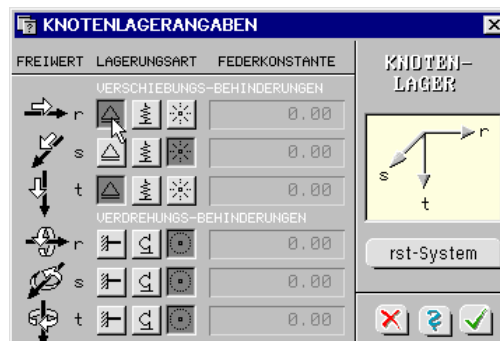 KNOTENLAGERANGABEN
FREIWERT LAGERUNGSART FEDERKONSTANTE
VERSCHIEBUNGS-BEHINDERUNGEN
r 0.00
s 0.00
t 0.00
VERDREHUNGS-BEHINDERUNGEN
r 0.00
s 0.00
t 0.00
KNOTEN-
LAGER
r
s
t
rst-System